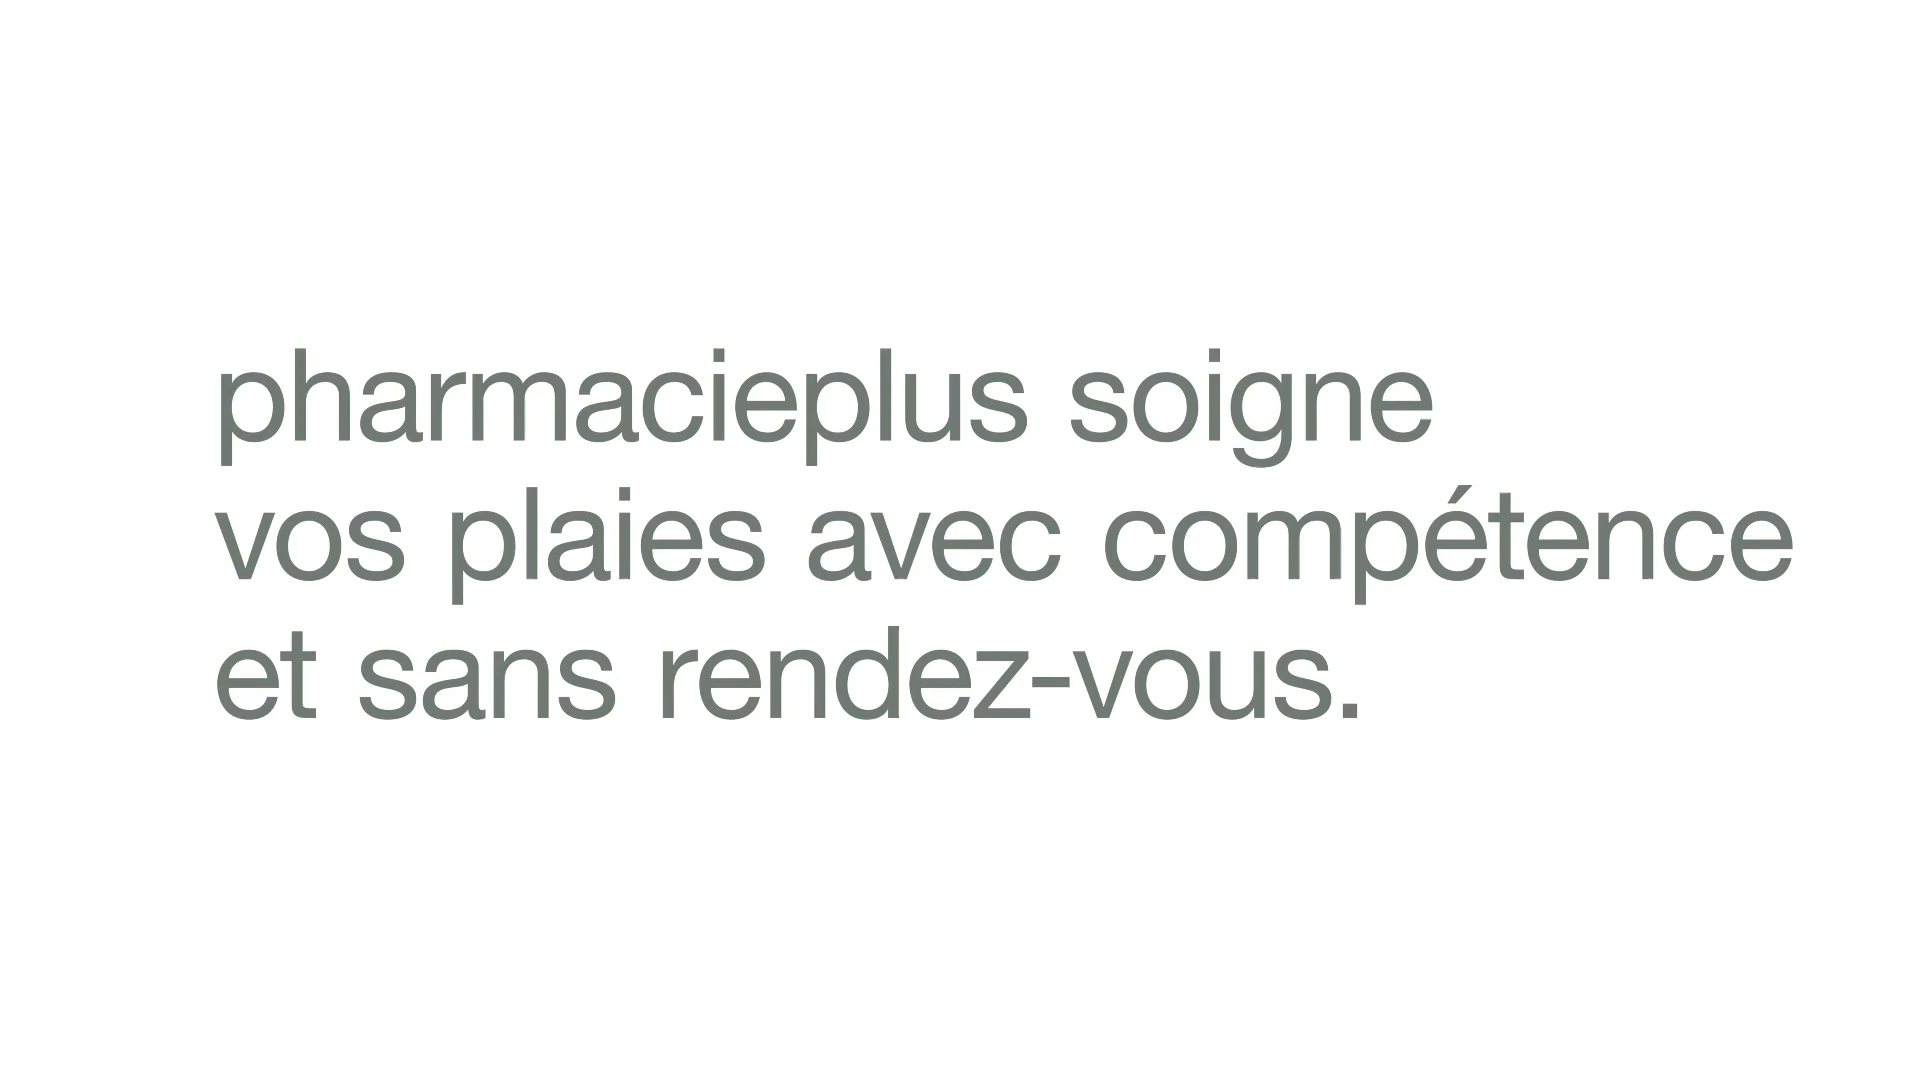 pharmacieplus soigne
vos plaies avec compétence
et sans rendez-vous.